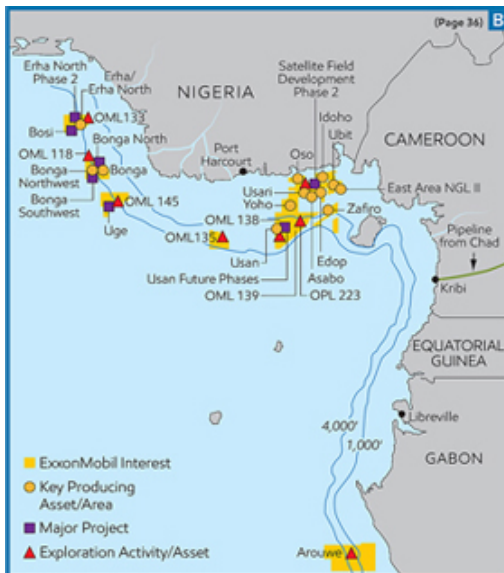 (Page 36)
B
Erha North
Phase 2
Erha/
Erha North
NIGERIA
Satellite Field
Development
Phase 2
Idoho
Ubit
OML133
Bosi
Bonga North
OML 118
Bonga
Northwest
Bonga
Bonga
Southwest
OML 145
Uge
Port
Harcourt
Oso
CAMEROON
Usari
Yoho
East Area NGL II
OML 138
Zafiro
OML135
Usan
Edop
Usan Future Phases
Asabo
OML 139
OPL 223
Pipeline
from Chad
Kribi
EQUATORIAL
GUINEA
Libreville
4,000'
1,000'
GABON
ExxonMobil Interest
Key Producing
Asset/Area
Major Project
Exploration Activity/Asset
Arouwe